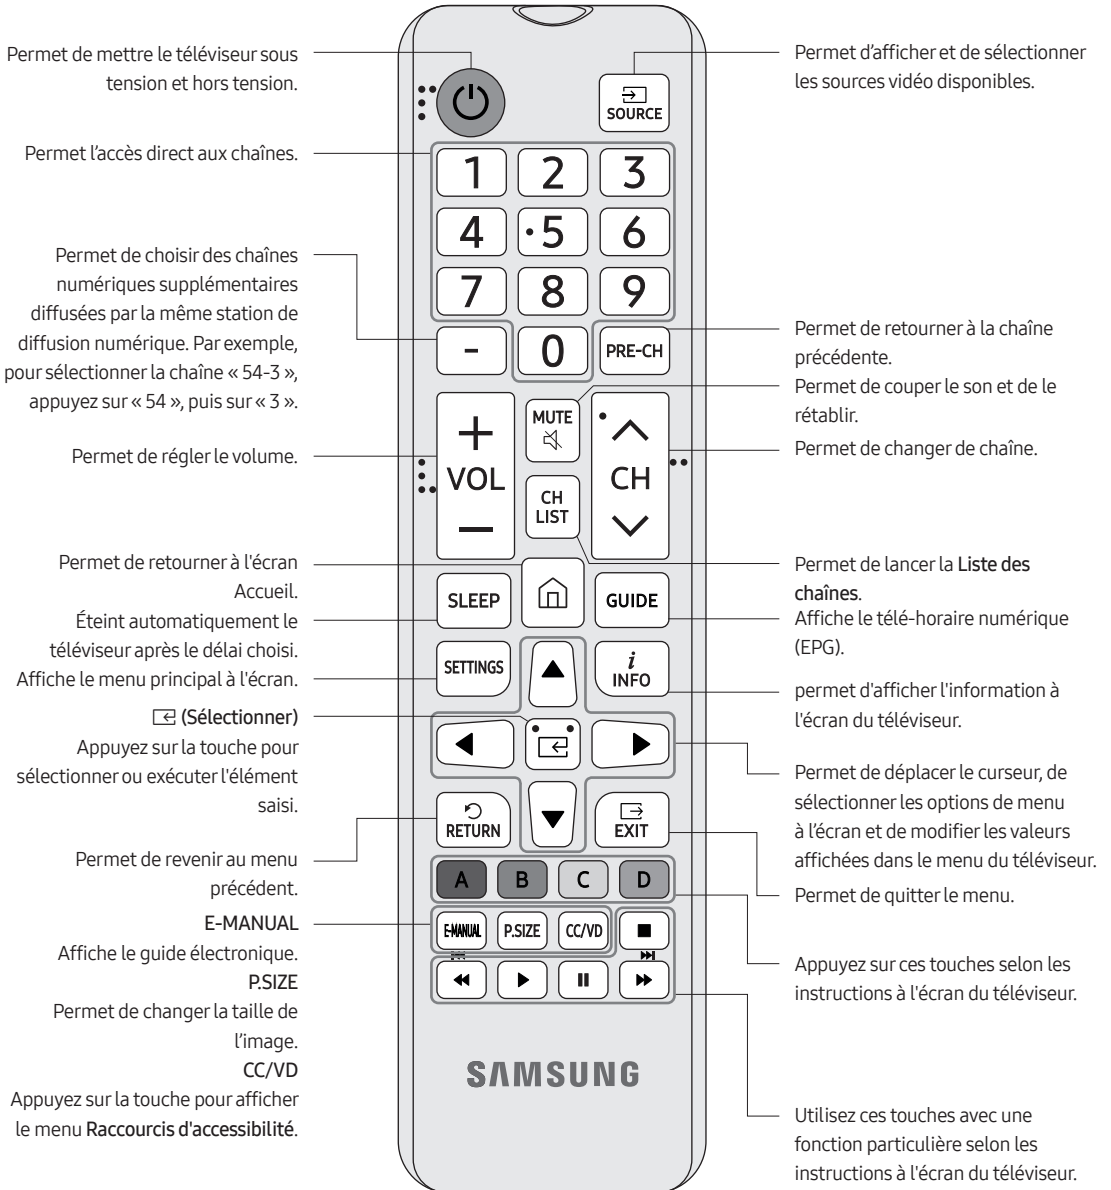 Permet de mettre le téléviseur sous
tension et hors tension.
Permet l'accès direct aux chaînes.
Permet de choisir des chaînes
numériques supplémentaires
diffusées par la même station de
diffusion numérique. Par exemple,
pour sélectionner la chaîne « 54-3 »,
appuyez sur « 54 », puis sur « 3 ».
Permet de régler le volume.
Permet de retourner à l'écran
Accueil.
Éteint automatiquement le
téléviseur après le délai choisi.
Affiche le menu principal à l'écran.
(Sélectionner)
Appuyez sur la touche pour
sélectionner ou exécuter l'élément
saisi.
Permet de revenir au menu
précédent.
E-MANUAL
Affiche le guide électronique.
P.SIZE
Permet de changer la taille de
l'image.
CC/VD
Appuyez sur la touche pour afficher
le menu Raccourcis d'accessibilité.
SOURCE
1 2 3
4 5 6
7 8 9
- 0 PRE-CH
+
VOL
-
MUTE
CH
LIST
CH
SLEEP
GUIDE
SETTINGS
i
INFO
RETURN
EXIT
A B C D
E-MANUAL P.SIZE CC/VD
SAMSUNG
Permet d'afficher et de sélectionner
les sources vidéo disponibles.
Permet de retourner à la chaîne
précédente.
Permet de couper le son et de le
rétablir.
Permet de changer de chaîne.
Permet de lancer la Liste des
chaînes.
Affiche le télé-horaire numérique
(EPG).
permet d'afficher l'information à
l'écran du téléviseur.
Permet de déplacer le curseur, de
sélectionner les options de menu
à l'écran et de modifier les valeurs
affichées dans le menu du téléviseur.
Permet de quitter le menu.
Appuyez sur ces touches selon les
instructions à l'écran du téléviseur.
Utilisez ces touches avec une
fonction particulière selon les
instructions à l'écran du téléviseur.